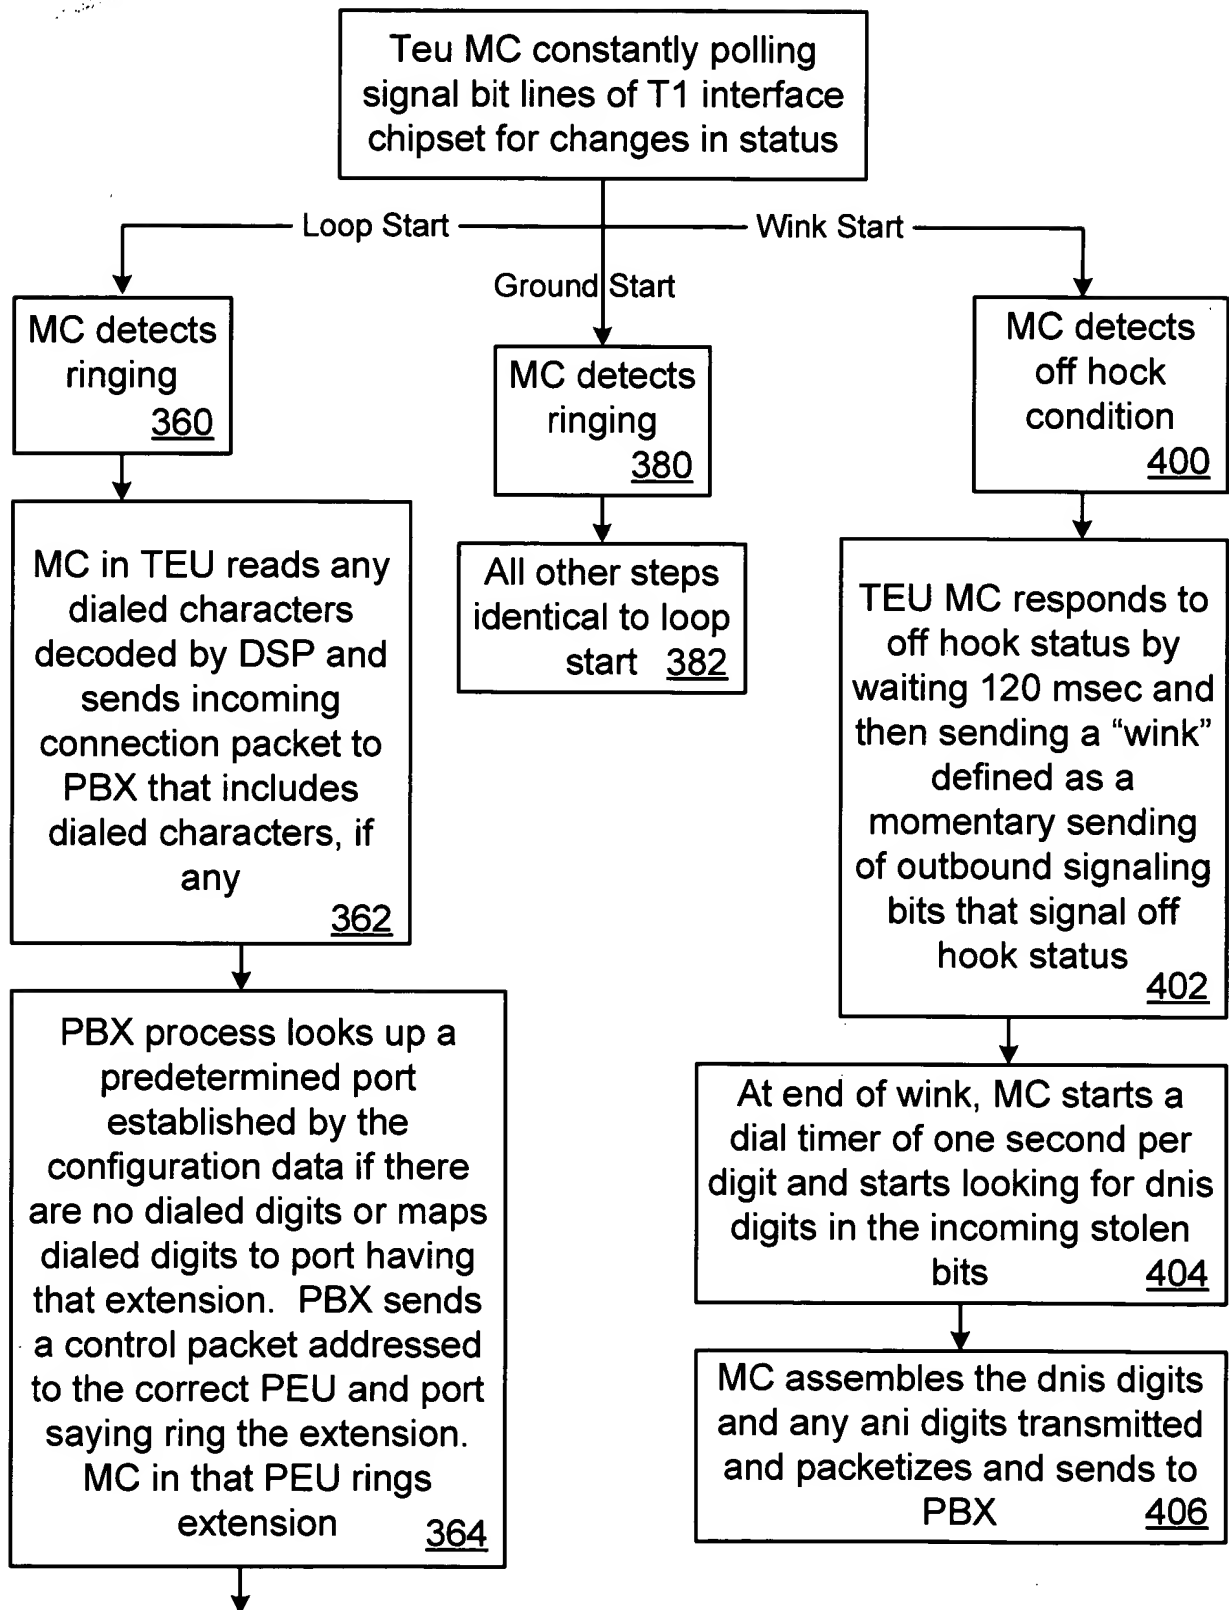 Teu MC constantly polling
signal bit lines of T1 interface
chipset for changes in status
Loop Start
Wink Start
Ground Start
MC detects
ringing
360
MC detects
ringing
380
MC detects
off hock
condition
400
MC in TEU reads any
dialed characters
decoded by DSP and
sends incoming
connection packet to
PBX that includes
dialed characters, if
any
362
All other steps
identical to loop
start 382
TEU MC responds to
off hook status by
waiting 120 msec and
then sending a “wink”
defined as a
momentary sending
of outbound signaling
bits that signal off
hook status
402
PBX process looks up a
predetermined port
established by the
configuration data if there
are no dialed digits or maps
dialed digits to port having
that extension. PBX sends
a control packet addressed
to the correct PEU and port
saying ring the extension.
MC in that PEU rings
extension 364
At end of wink, MC starts a
dial timer of one second per
digit and starts looking for dnis
digits in the incoming stolen
bits 404
MC assembles the dnis digits
and any ani digits transmitted
and packetizes and sends to
PBX 406